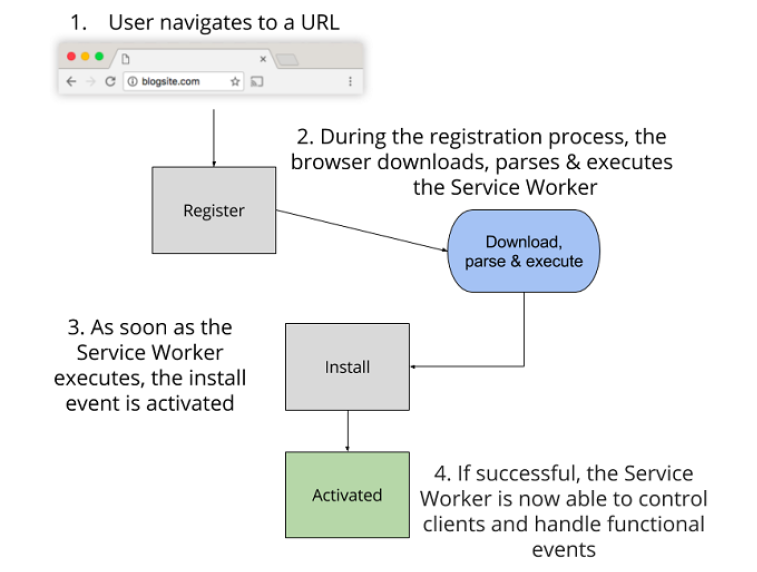 1. User navigates to a URL
blogsite.com
2. During the registration process, the
browser downloads, parses & executes
the Service Worker
Register
Download,
parse & execute
3. As soon as the
Service Worker
executes, the install
event is activated
Install
Activated
4. If successful, the Service
Worker is now able to control
clients and handle functional
events